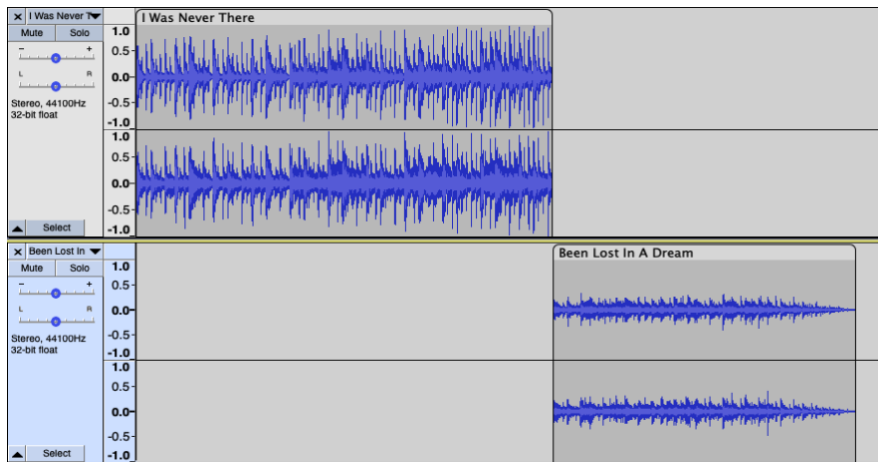 × I Was Never T
I Was Never There
Mute Solo
- +
L R
Stereo, 44100Hz
32-bit float
Select
1.0
0.5-
0.0-
-0.5-
-1.0
1.0
0.5-
0.0-
-0.5-
-1.0
× Been Lost In
Been Lost In A Dream
Mute Solo
- +
L R
Stereo, 44100Hz
32-bit float
Select
1.0
0.5-
0.0-
-0.5-
-1.0
1.0
0.5-
0.0-
-0.5-
-1.0